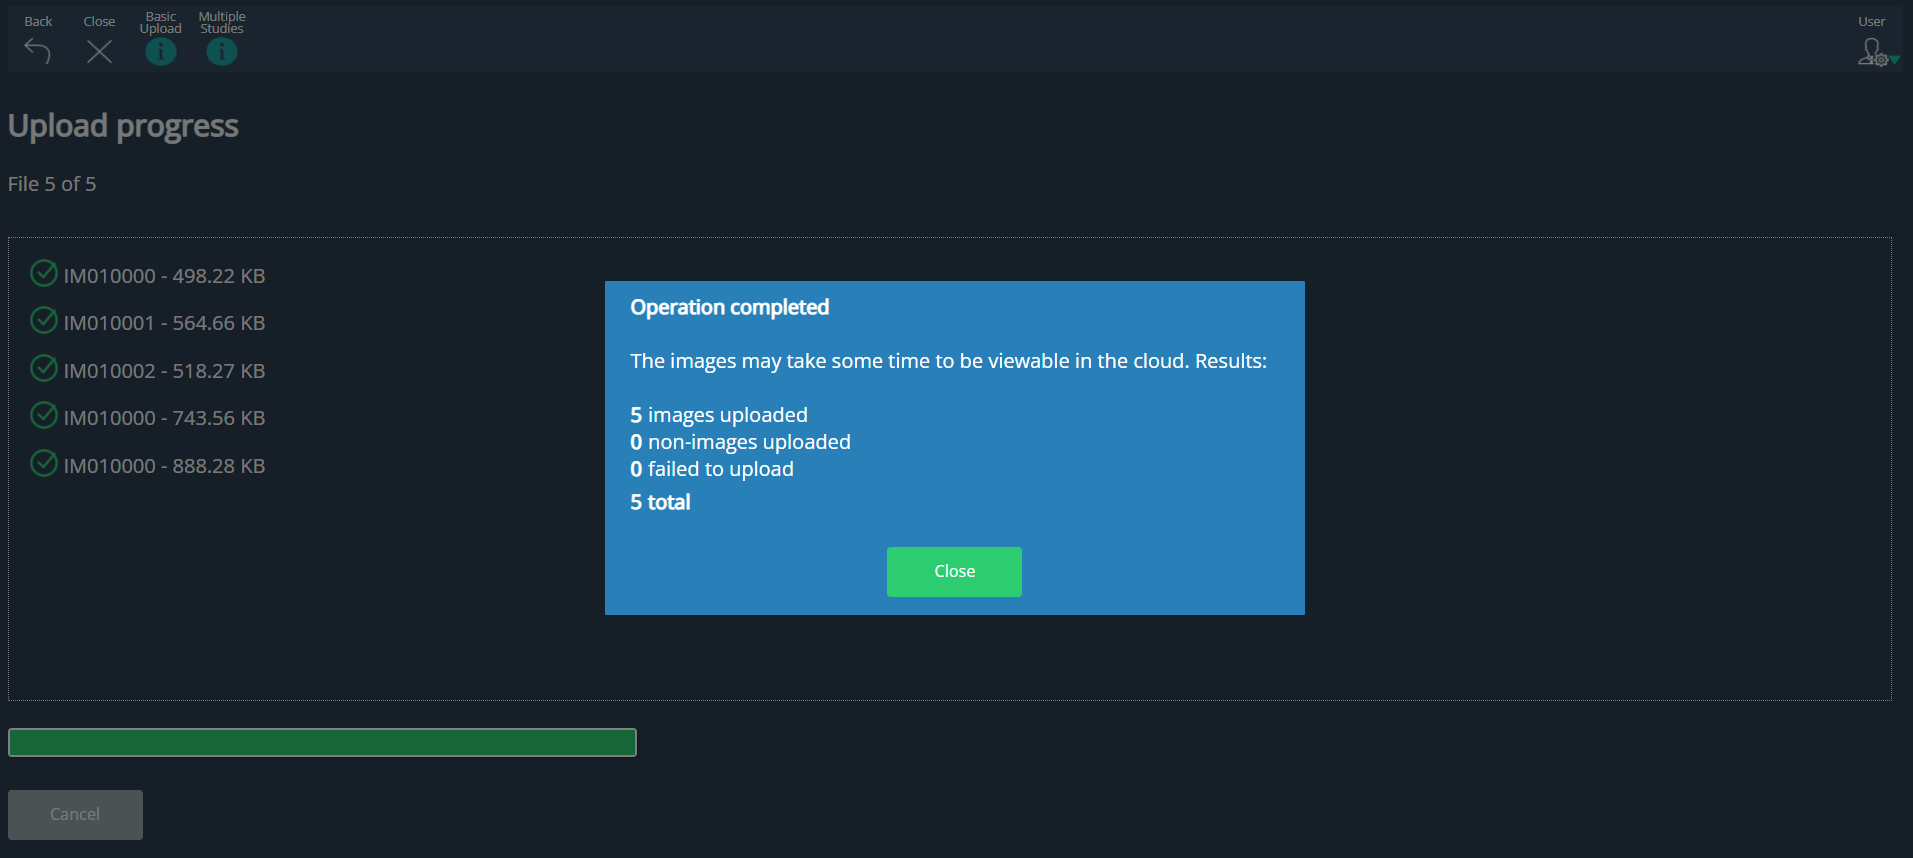 Back
Close
Basic
Upload
Multiple
Studies
User
Upload progress
File 5 of 5
IM010000 - 498.22 KB
IM010001 - 564.66 KB
IM010002 - 518.27 KB
IM010000 - 743.56 KB
IM010000 - 888.28 KB
Operation completed
The images may take some time to be viewable in the cloud. Results:
5 images uploaded
0 non-images uploaded
0 failed to upload
5 total
Close
Cancel